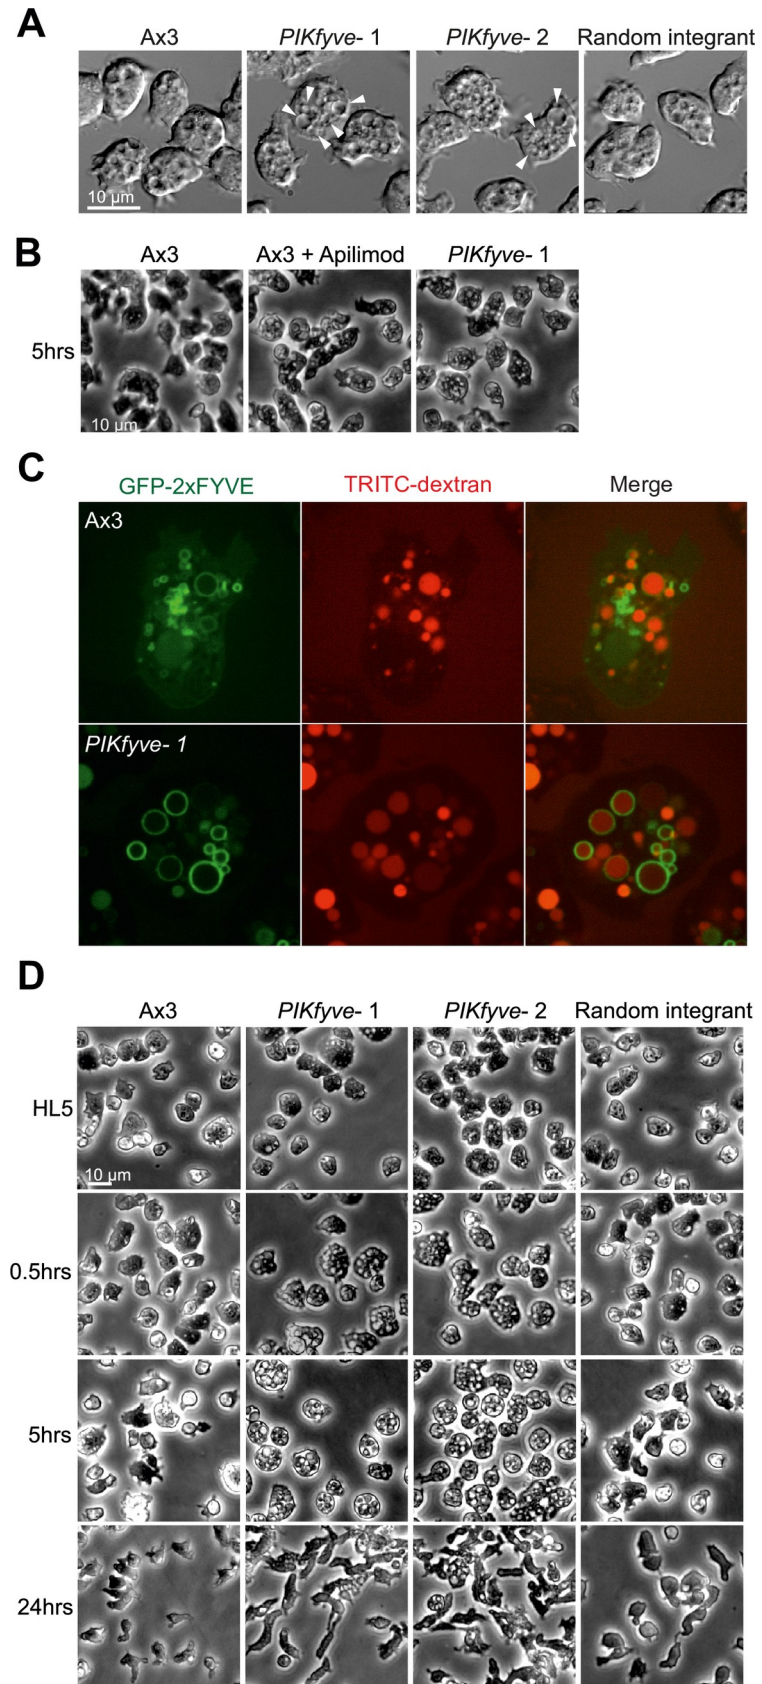 A
Ax3 PIKfyve- 1 PIKfyve- 2 Random integrant
10 µm
B
Ax3 Ax3 + Apilimod PIKfyve- 1
5hrs
10 µm
C
GFP-2xFYVE TRITC-dextran Merge
Ax3
PIKfyve- 1
D
Ax3 PIKfyve- 1 PIKfyve- 2 Random integrant
HL5
10 µm
0.5hrs
5hrs
24hrs